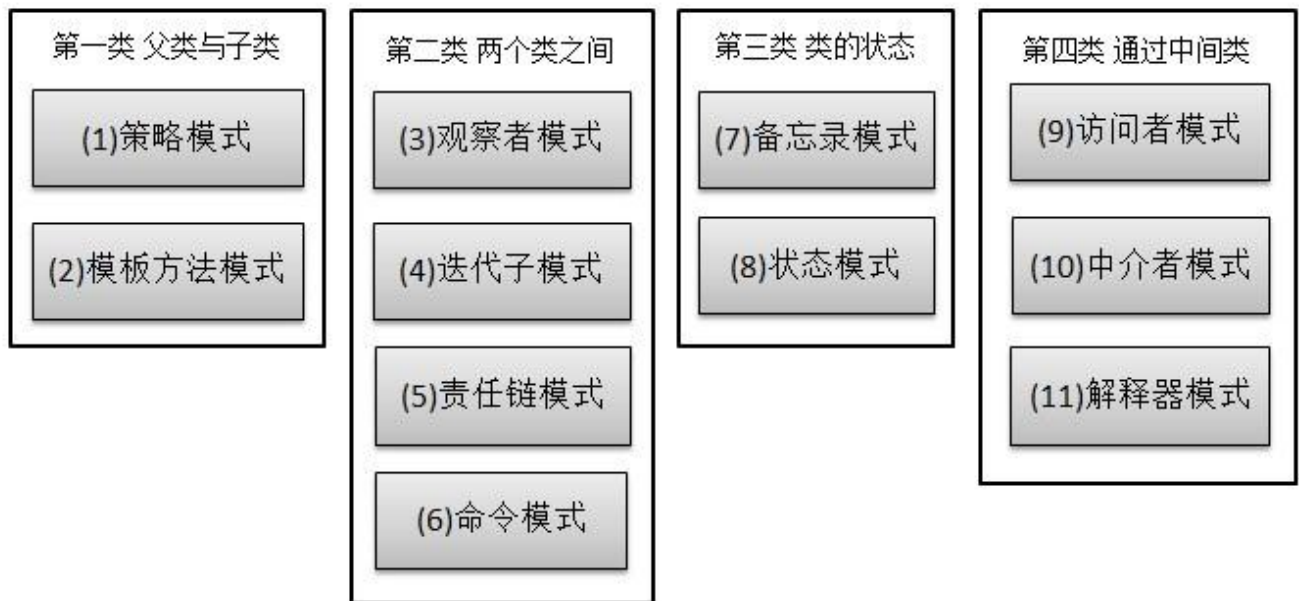 第一类 父类与子类
(1)策略模式
(2)模板方法模式
第二类 两个类之间
(3)观察者模式
(4)迭代子模式
(5)责任链模式
(6)命令模式
第三类 类的状态
(7)备忘录模式
(8)状态模式
第四类 通过中间类
(9)访问者模式
(10)中介者模式
(11)解释器模式